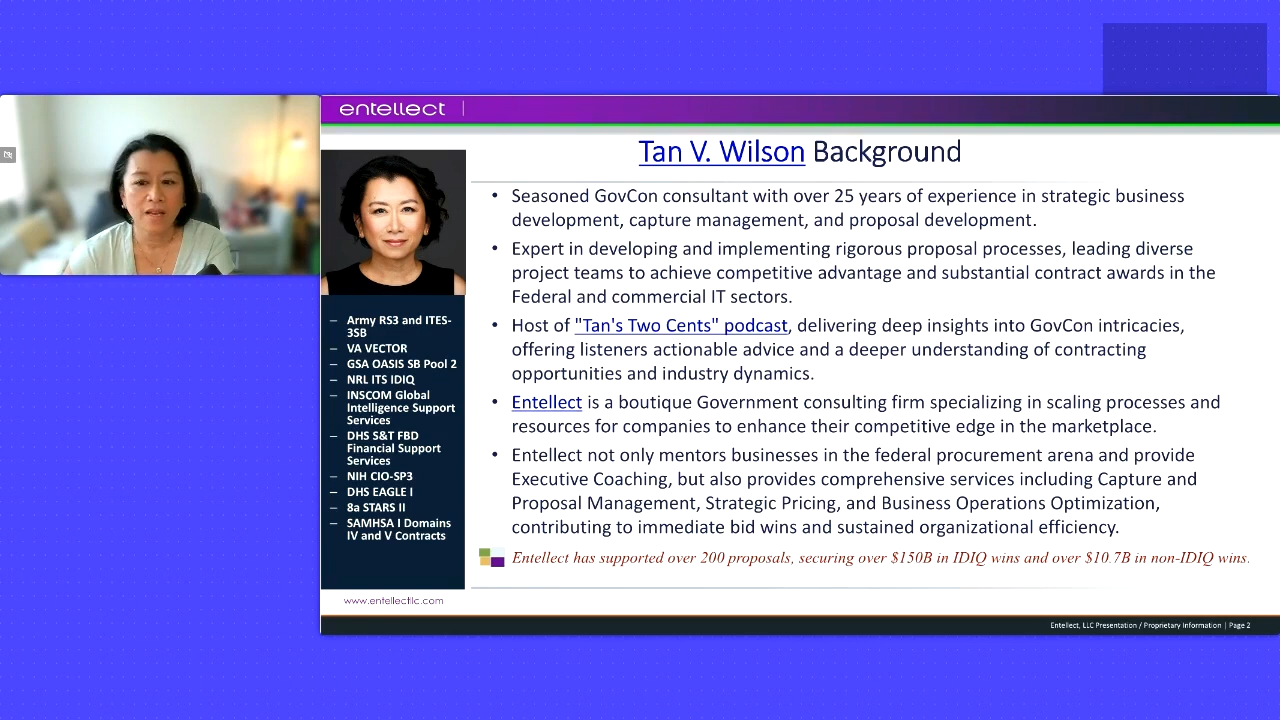 entellect
Tan V. Wilson Background
• Seasoned GovCon consultant with over 25 years of experience in strategic business
development, capture management, and proposal development.
• Expert in developing and implementing rigorous proposal processes, leading diverse
project teams to achieve competitive advantage and substantial contract awards in the
Federal and commercial IT sectors.
• Host of "Tan's Two Cents" podcast, delivering deep insights into GovCon intricacies,
offering listeners actionable advice and a deeper understanding of contracting
opportunities and industry dynamics.
• Entellect is a boutique Government consulting firm specializing in scaling processes and
resources for companies to enhance their competitive edge in the marketplace.
• Entellect not only mentors businesses in the federal procurement arena and provide
Executive Coaching, but also provides comprehensive services including Capture and
Proposal Management, Strategic Pricing, and Business Operations Optimization,
contributing to immediate bid wins and sustained organizational efficiency.
Entellect has supported over 200 proposals, securing over $150B in IDIQ wins and over $10.7B in non-IDIQ wins.
– Army RS3 and ITES-
3SB
– VA VECTOR
– GSA OASIS SB Pool 2
– NRL ITS IDIQ
– INSCOM Global
Intelligence Support
Services
– DHS S&T FBD
Financial Support
Services
– NIH CIO-SP3
– DHS EAGLE I
– 8a STARS II
– SAMHSA I Domains
IV and V Contracts
www.entellectllc.com
Entellect, LLC Presentation / Proprietary Information | Page 2